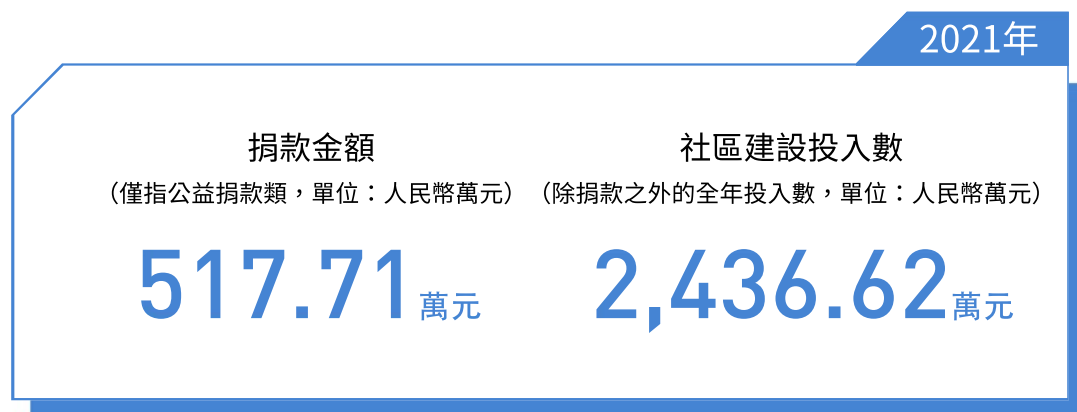 2021年
捐款金額
（僅指公益捐款類，單位：人民幣萬元）
517.71萬元
社區建設投入數
（除捐款之外的全年投入數，單位：人民幣萬元）
2,436.62萬元